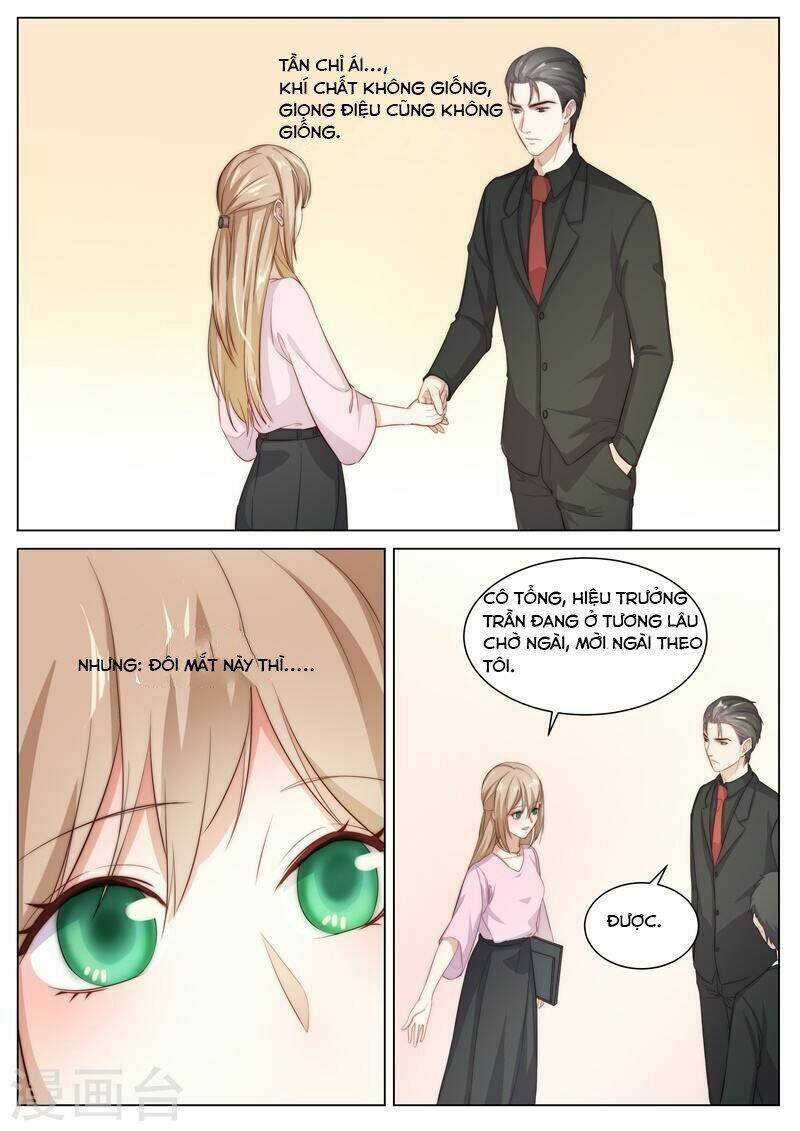 TẦN CHỈ ÁI...,
KHÍ CHẤT KHÔNG GIỐNG,
GIỌNG ĐIỆU CŨNG KHÔNG
GIỐNG.
NHƯNG: ĐÔI MẮT NÀY THÌ.....
CÔ TỔNG, HIỆU TRƯỞNG
TRẦN ĐANG Ở TƯƠNG LÂU
CHỜ NGÀI, MỜI NGÀI THEO
TÔI.
ĐƯỢC.
漫画台